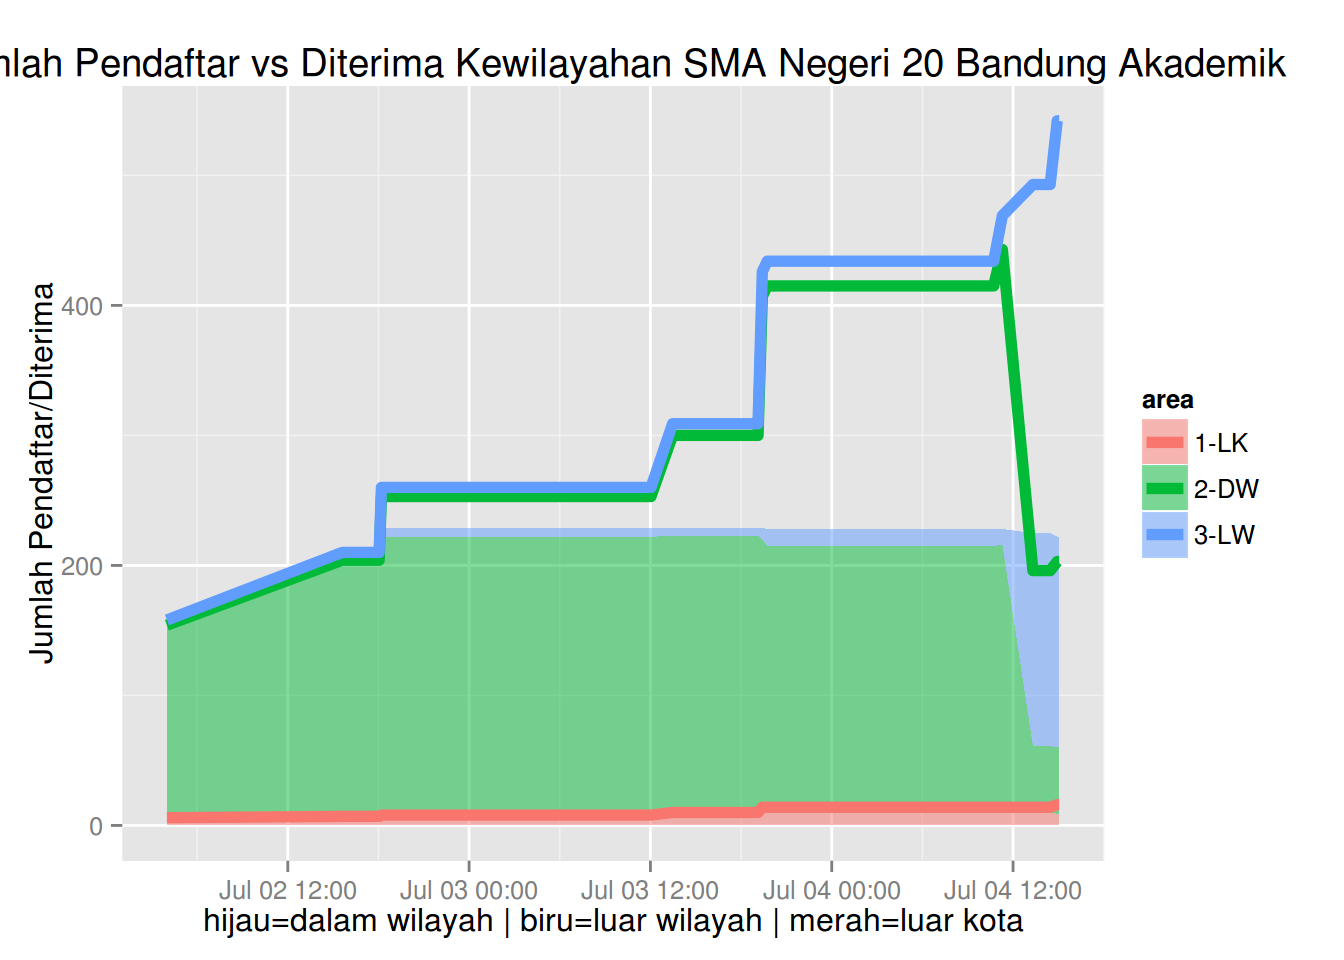 mlah Pendaftar vs Diterima Kewilayahan SMA Negeri 20 Bandung Akademik
Jumlah Pendaftar/Diterima
400
200
0
Jul 02 12:00 Jul 03 00:00 Jul 03 12:00 Jul 04 00:00 Jul 04 12:00
hijau=dalam wilayah | biru=luar wilayah | merah=luar kota
area
1-LK
2-DW
3-LW